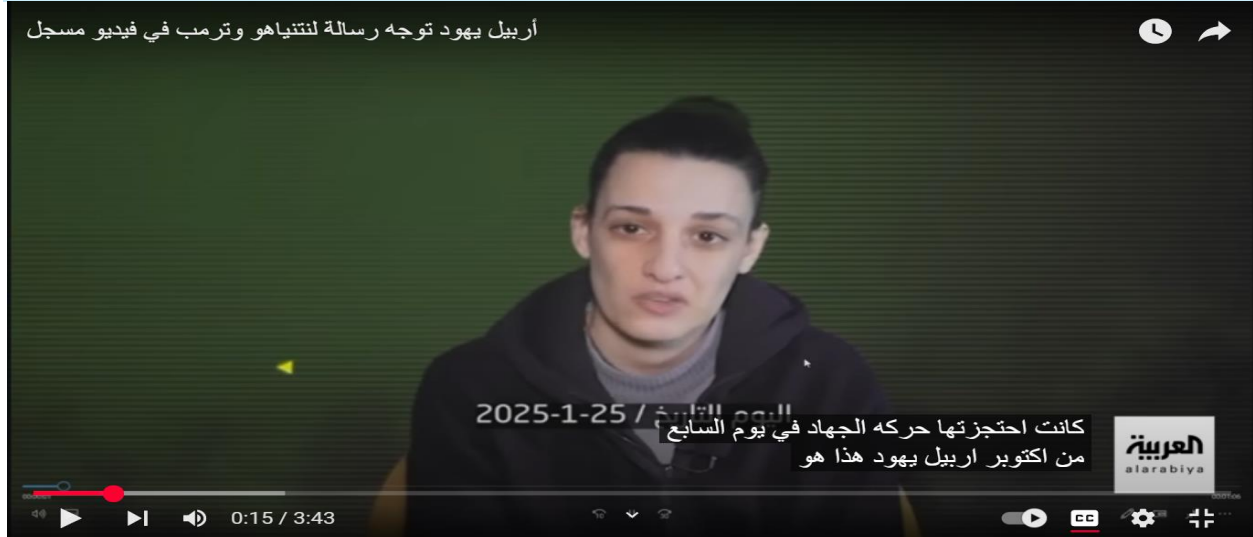 أربيل يهود توجه رسالة لنتنياهو وترمب في فيديو مسجل
اليوم التاريخ / 25-1-2025
كانت احتجزتها حركه الجهاد في يوم السابع
من اكتوبر اربيل يهود هذا هو
العربية
alarabiya
0:15 / 3:43
CC